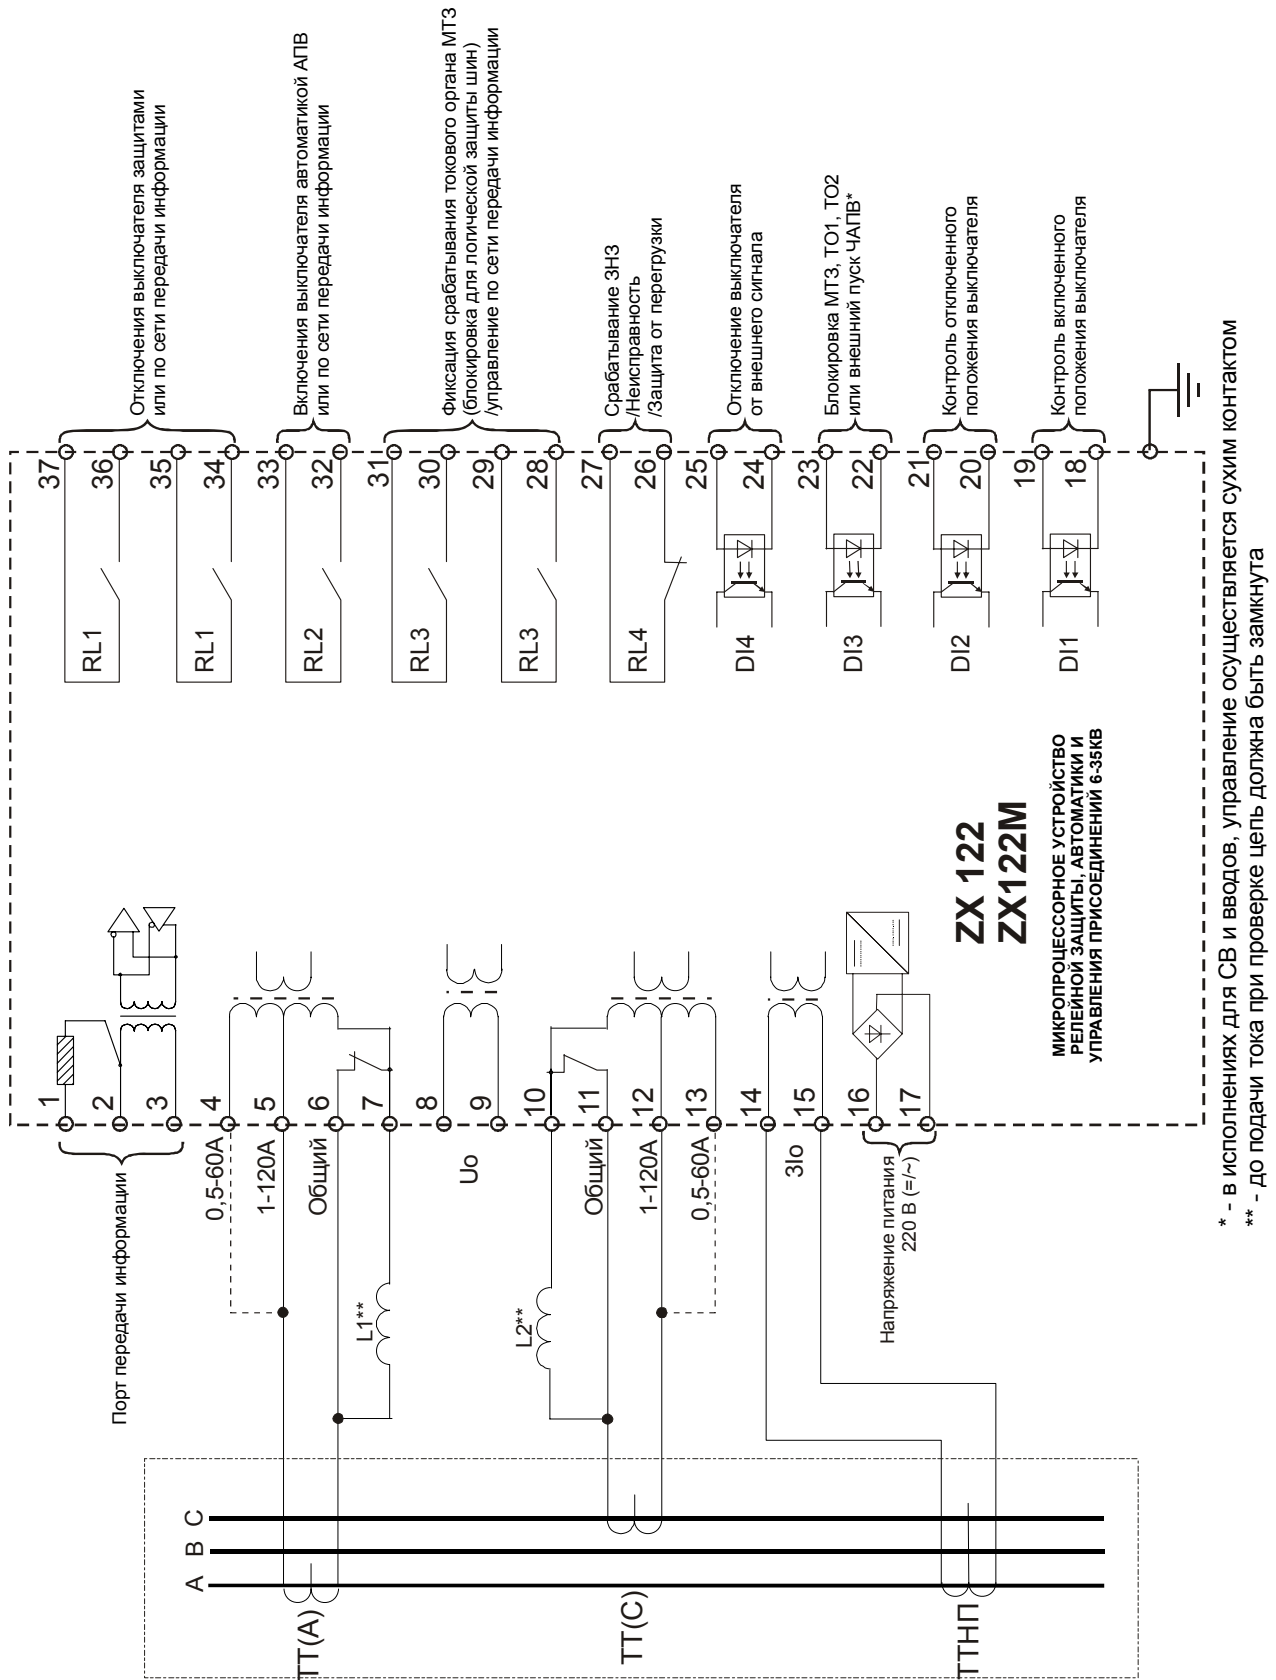 37
36
35
34
33
32
31
30
29
28
27
26
25
24
23
22
21
20
19
18
Отключения выключателя защитами
или по сети передачи информации
Включения выключателя автоматикой АПВ
или по сети передачи информации
Фиксация срабатывания токового органа МТЗ
(блокировка для логической защиты шин)
/управление по сети передачи информации
Срабатывание ЗНЗ
/Неисправность
/Защита от перегрузки
Отключение выключателя
от внешнего сигнала
Блокировка МТЗ, ТО1, ТО2
или внешний пуск ЧАПВ*
Контроль отключенного
положения выключателя
Контроль включенного
положения выключателя
RL1
RL1
RL2
RL3
RL3
RL4
DI4
DI3
DI2
DI1
ZX 122
ZX122M
МИКРОПРОЦЕССОРНОЕ УСТРОЙСТВО
РЕЛЕЙНОЙ ЗАЩИТЫ, АВТОМАТИКИ И
УПРАВЛЕНИЯ ПРИСОЕДИНЕНИЙ 6-35КВ
1
2
3
4
5
6
7
8
9
10
11
12
13
14
15
16
17
Порт передачи информации
0,5-60А
1-120А
Общий
Uo
Общий
1-120А
0,5-60А
3Io
Напряжение питания
220 В (=/~)
L1**
L2**
A
B
C
ТТ(А)
ТТ(С)
ТТНП
* - в исполнениях для СВ и вводов, управление осуществляется сухим контактом
** - до подачи тока при проверке цепь должна быть замкнута